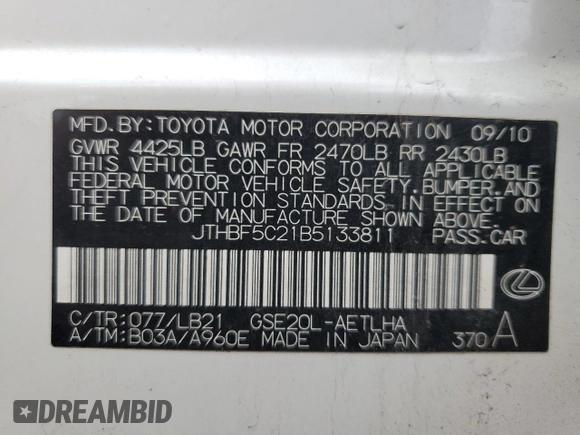 MFD.BY:TOYOTA MOTOR CORPORATION 09/10
GVWR 4425LB GAWR FR 2470LB RR 2430LB
THIS VEHICLE CONFORMS TO ALL APPLICABLE
FEDERAL MOTOR VEHICLE SAFETY,BUMPER,AND
THEFT PREVENTION STANDARDS IN EFFECT ON
THE DATE OF MANUFACTURE SHOWN ABOVE.
JTHBF5C21B5133811 PASS.CAR
C/TR:077/LB21 GSE20L-AETLHA
A/TM:B03A/A960E MADE IN JAPAN 370 A
DREAMBID